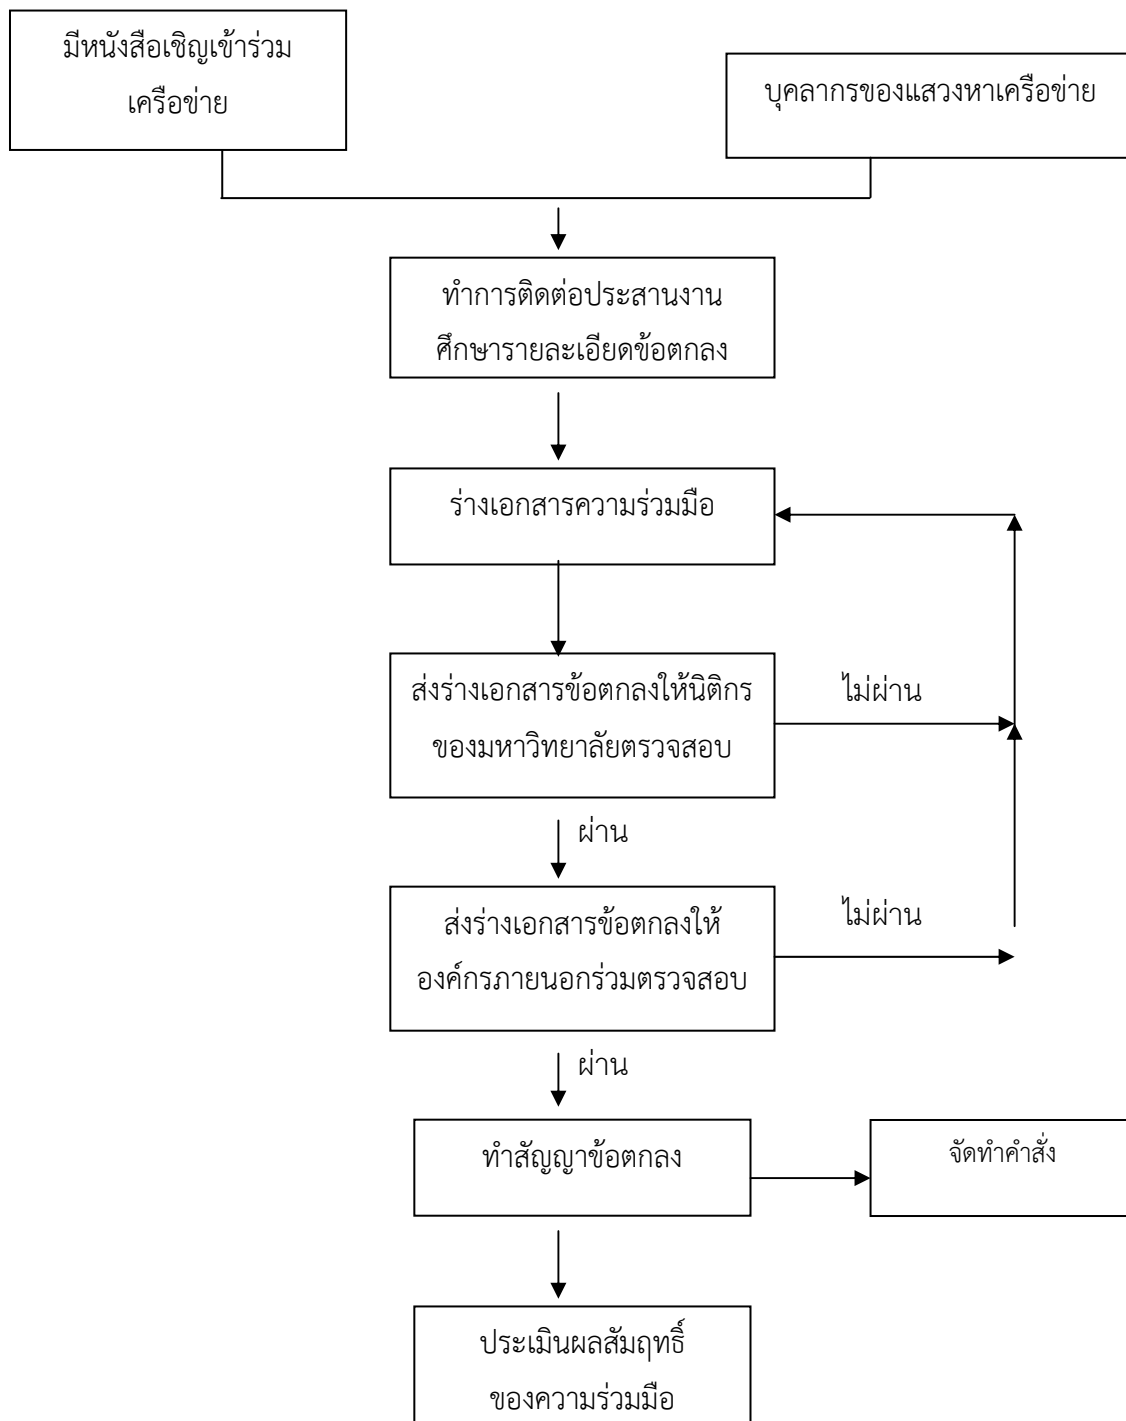 มีหนังสือเชิญเข้าร่วม
เครือข่าย
บุคลากรของแสวงหาเครือข่าย
ทำการติดต่อประสานงาน
ศึกษารายละเอียดข้อตกลง
ร่างเอกสารความร่วมมือ
ส่งร่างเอกสารข้อตกลงให้นิติกร
ของมหาวิทยาลัยตรวจสอบ
ไม่ผ่าน
ผ่าน
ส่งร่างเอกสารข้อตกลงให้
องค์กรภายนอกร่วมตรวจสอบ
ไม่ผ่าน
ผ่าน
ทำสัญญาข้อตกลง
จัดทำคำสั่ง
ประเมินผลสัมฤทธิ์
ของความร่วมมือ